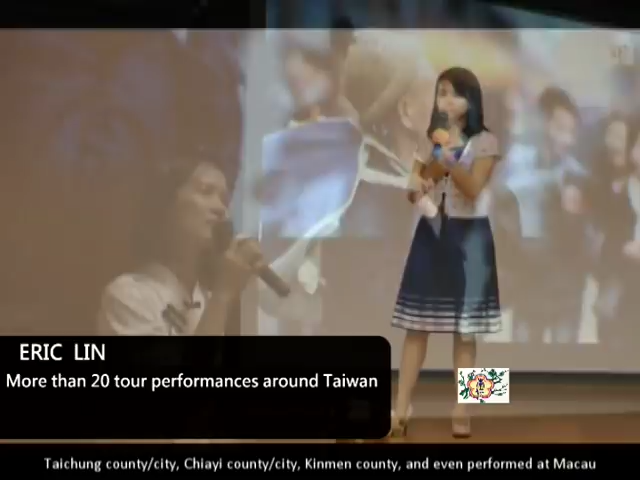 ERIC LIN
More than 20 tour performances around Taiwan
Taichung county/city, Chiayi county/city, Kinmen county, and even performed at Macau